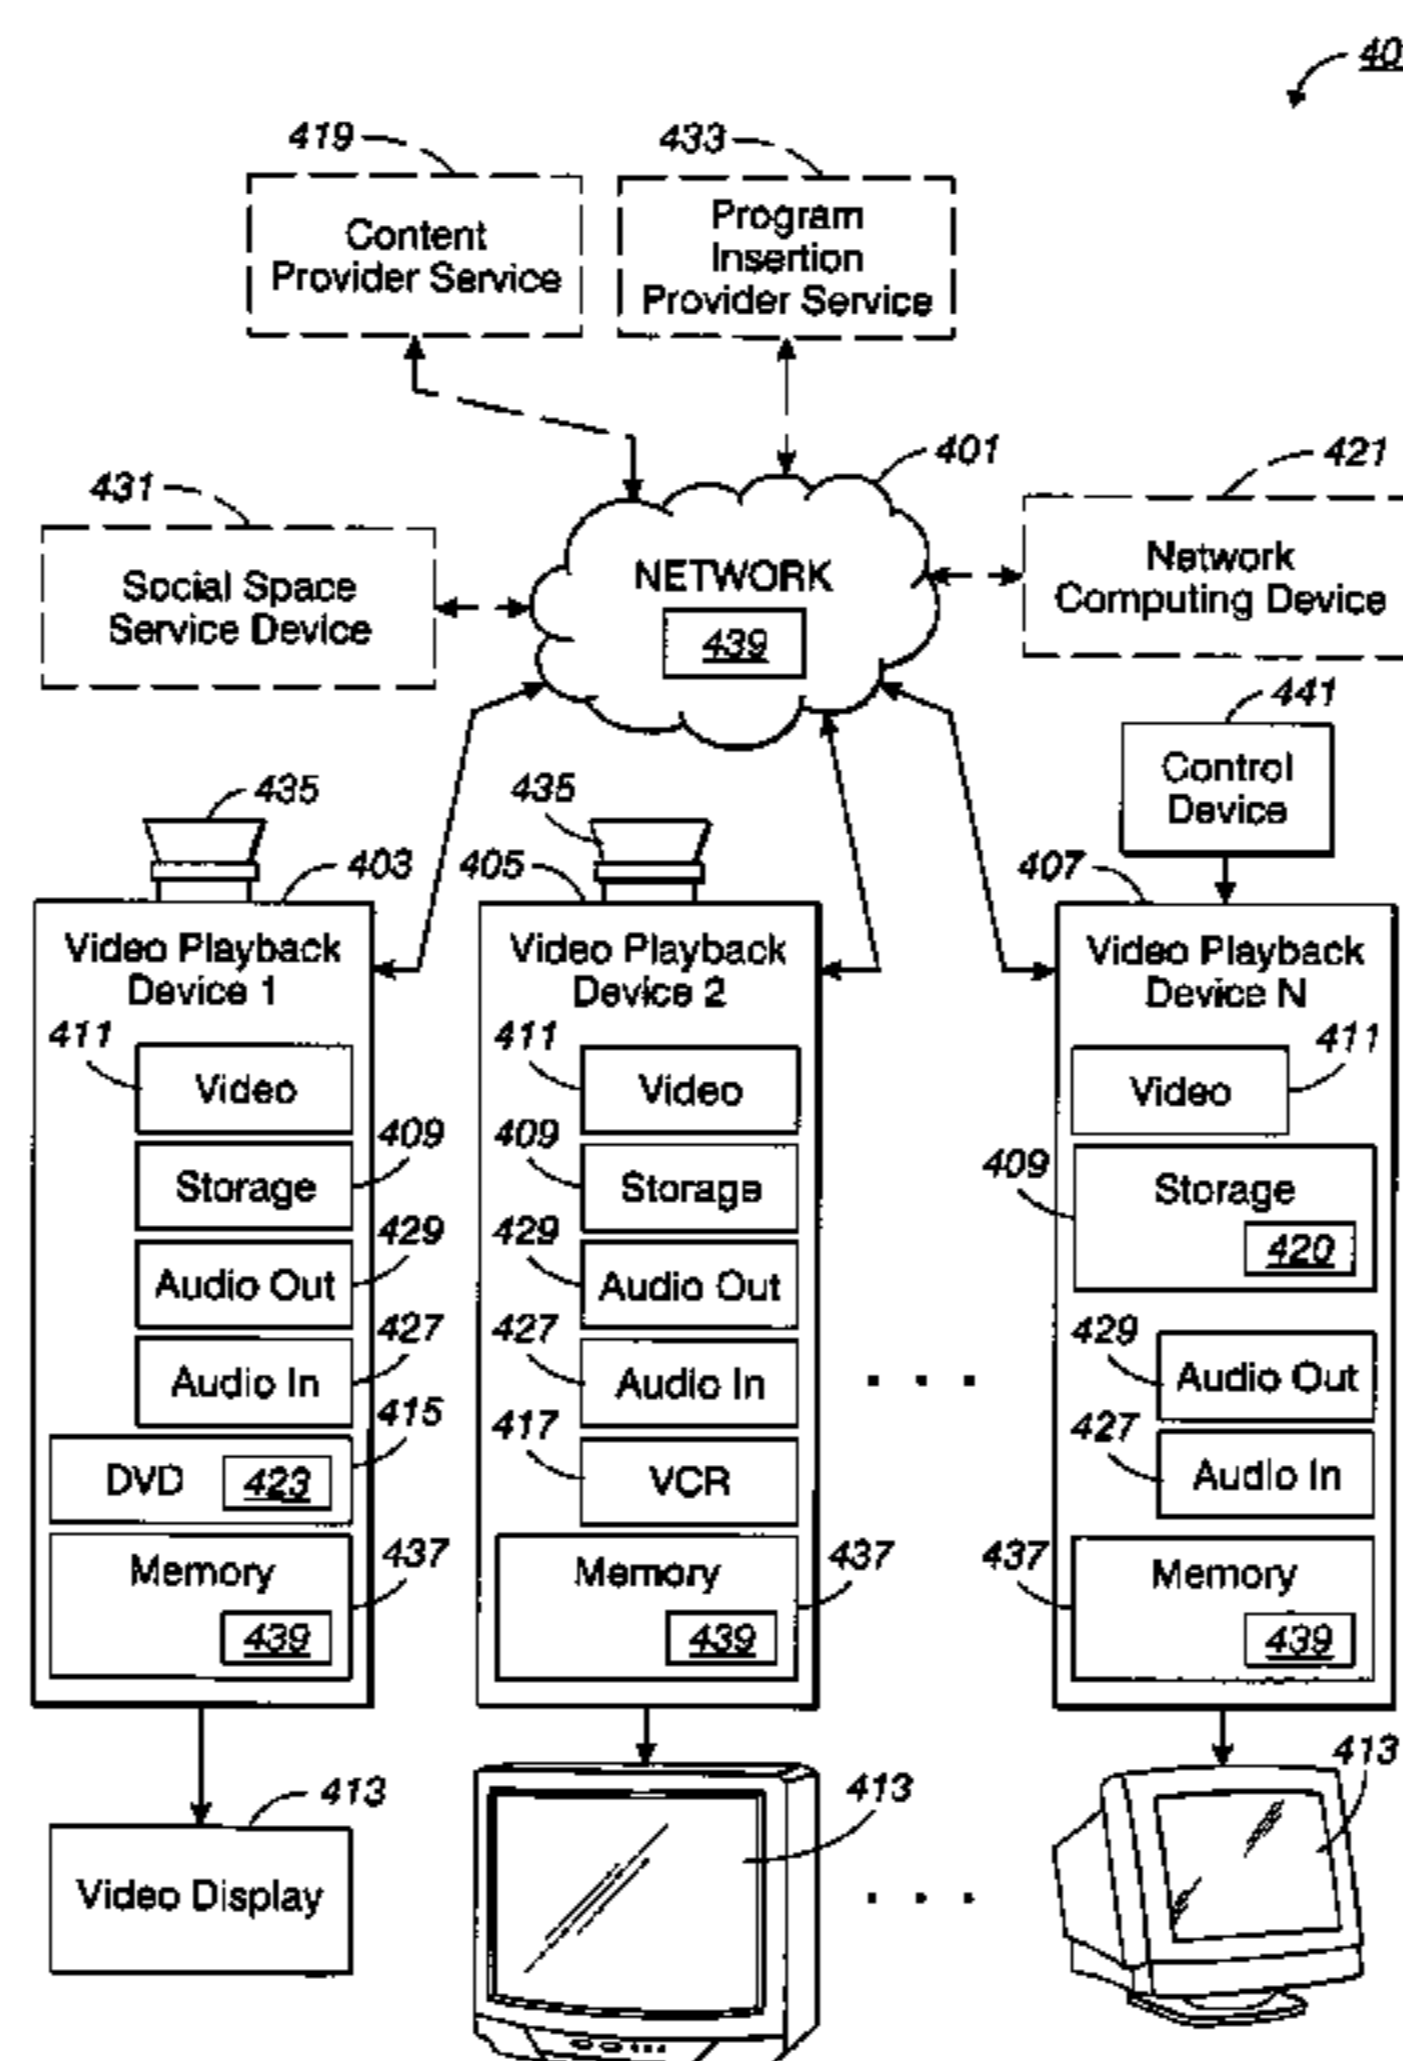 40
419
433
Content
Provider Service
Program
Insertion
Provider Service
401
421
431
Social Space
Service Device
NETWORK
439
Network
Computing Device
441
Control
Device
435
435
403
405
407
Video Playback
Device 1
411
Video
Storage
409
Audio Out
429
Audio In
427
DVD
423
415
Memory
439
437
Video Playback
Device 2
411
Video
409
Storage
429
Audio Out
427
Audio In
417
VCR
Memory
439
437
. . .
Video Playback
Device N
Video
411
409
Storage
420
429
Audio Out
427
Audio In
437
Memory
439
413
Video Display
413
. . .
413